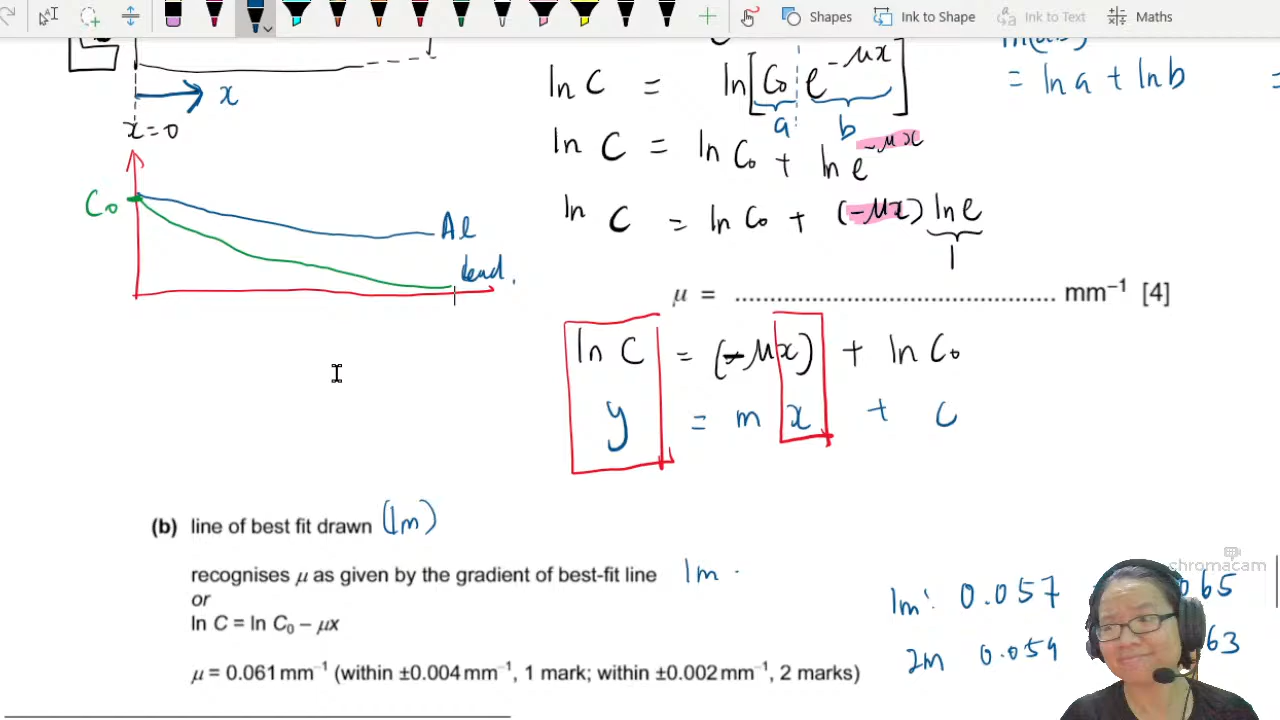 Shapes
Ink to Shape
Ink to Text
Maths
ln C = ln[C₀ e^-μx]
a b
= ln a + ln b
=
x
x=0
ln C = ln C₀ + ln e^-μx
C₀
Al
lead.
ln C = ln C₀ + (-μx) ln e
1
μ = ............................................ mm⁻¹ [4]
ln C = (-μx) + ln C₀
y = m x + C
(b) line of best fit drawn (1m)
recognises μ as given by the gradient of best-fit line 1m
or
ln C = ln C₀ – μx
μ = 0.061 mm⁻¹ (within ±0.004 mm⁻¹, 1 mark; within ±0.002 mm⁻¹, 2 marks)
chromacam
1m: 0.057 065
2m 0.059 63